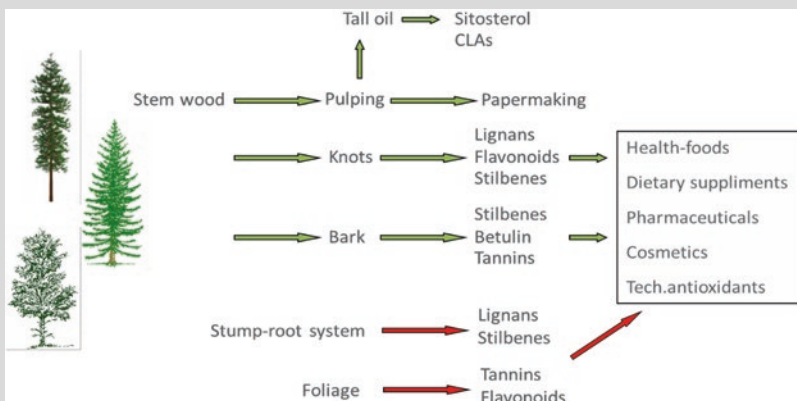 Tall oil
Sitosterol
CLAs
Stem wood
Pulping
Papermaking
Knots
Lignans
Flavonoids
Stilbenes
Bark
Stilbenes
Betulin
Tannins
Health-foods
Dietary suppliments
Pharmaceuticals
Cosmetics
Tech.antioxidants
Stump-root system
Lignans
Stilbenes
Foliage
Tannins
Flavonoids